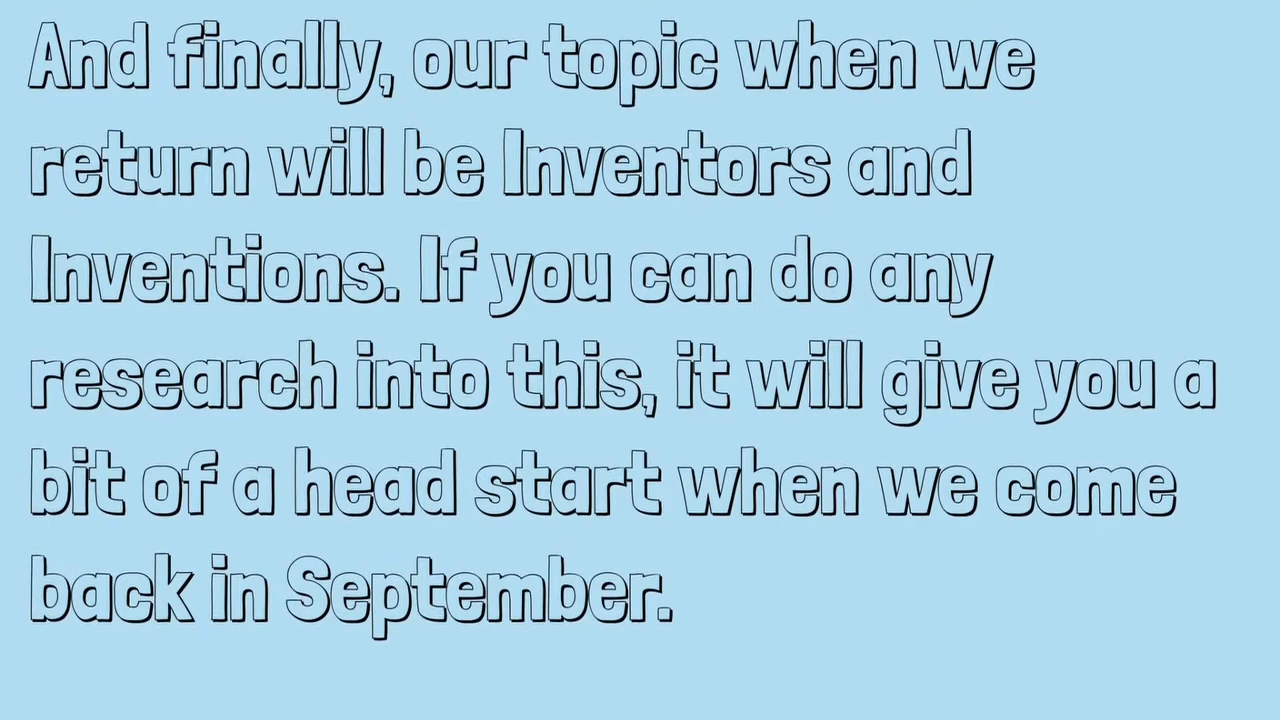 And finally, our topic when we
return will be Inventors and
Inventions. If you can do any
research into this, it will give you a
bit of a head start when we come
back in September.